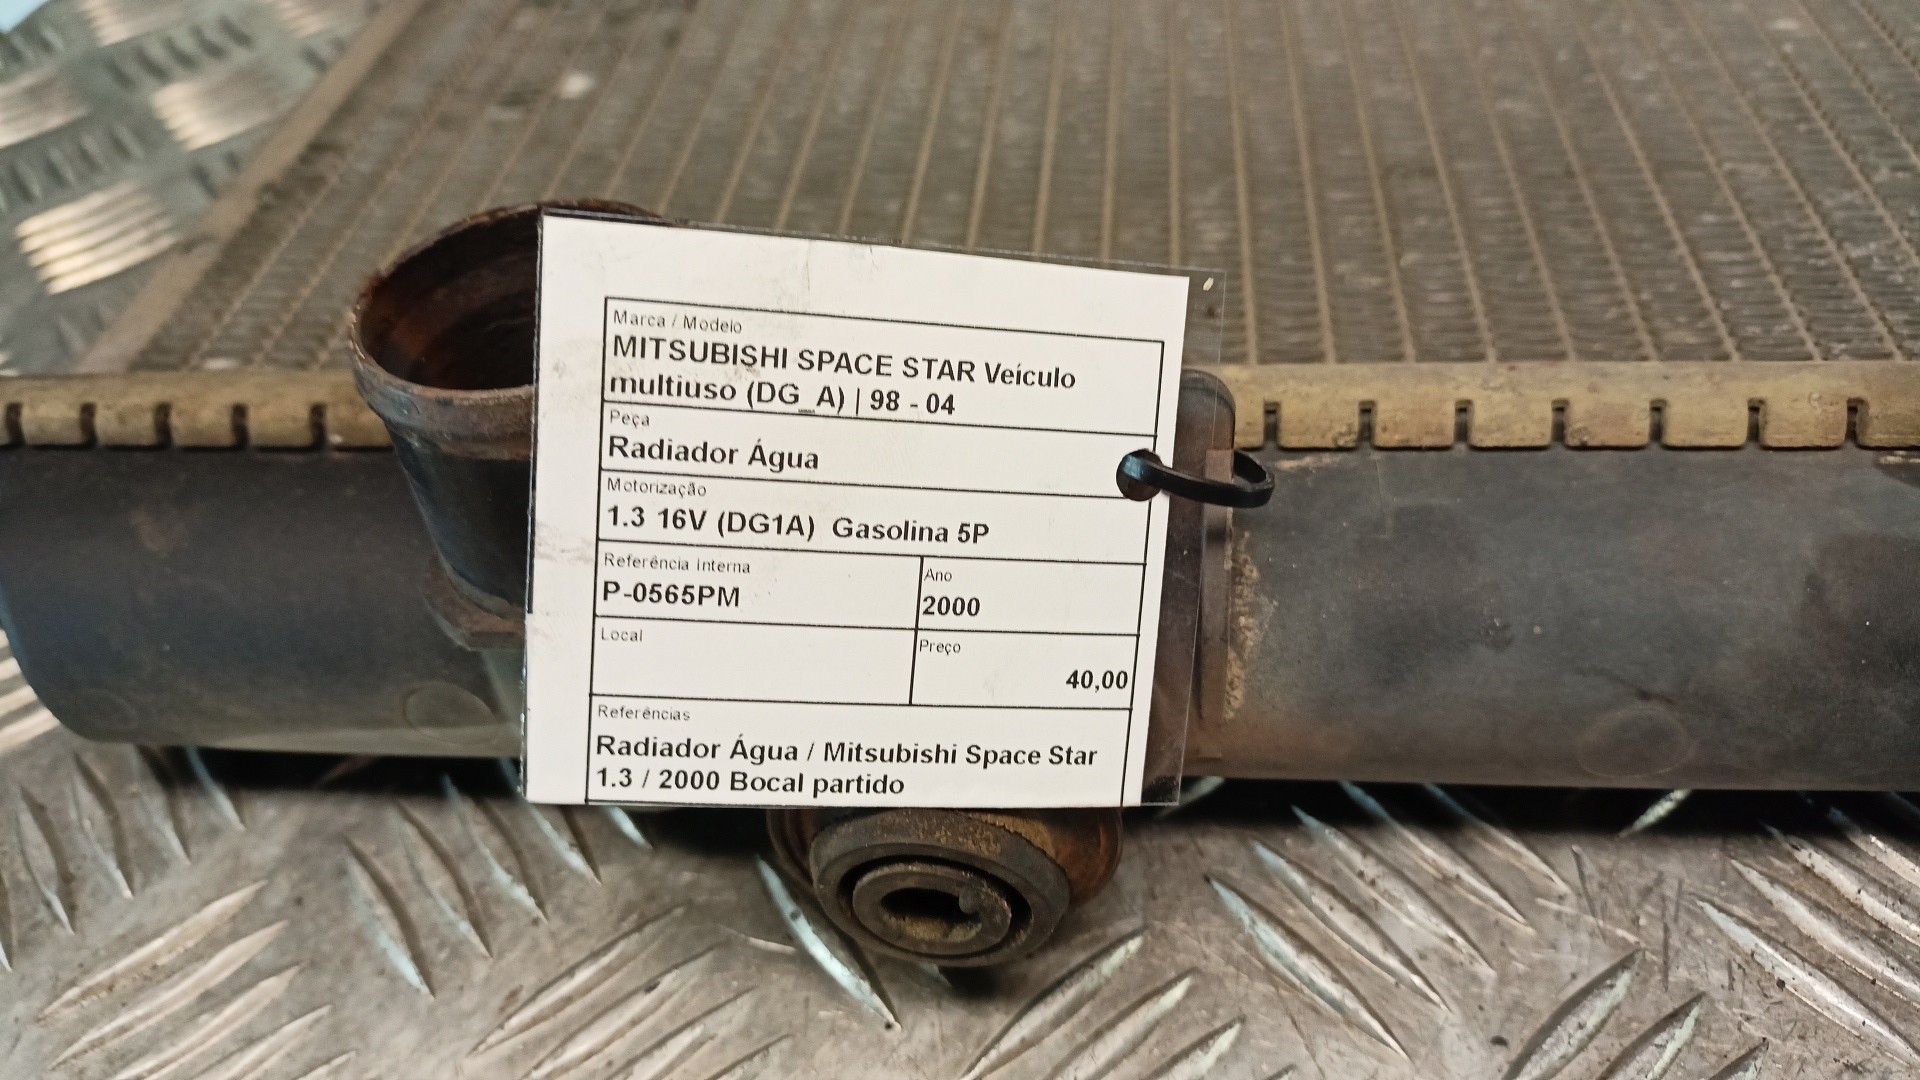 Marca / Modelo
MITSUBISHI SPACE STAR Veículo
multiuso (DG_A) | 98 - 04
Peça
Radiador Água
Motorização
1.3 16V (DG1A) Gasolina 5P
Referência Interna
P-0565PM
Ano
2000
Local
Preço
40,00
Referências
Radiador Água / Mitsubishi Space Star
1.3 / 2000 Bocal partido